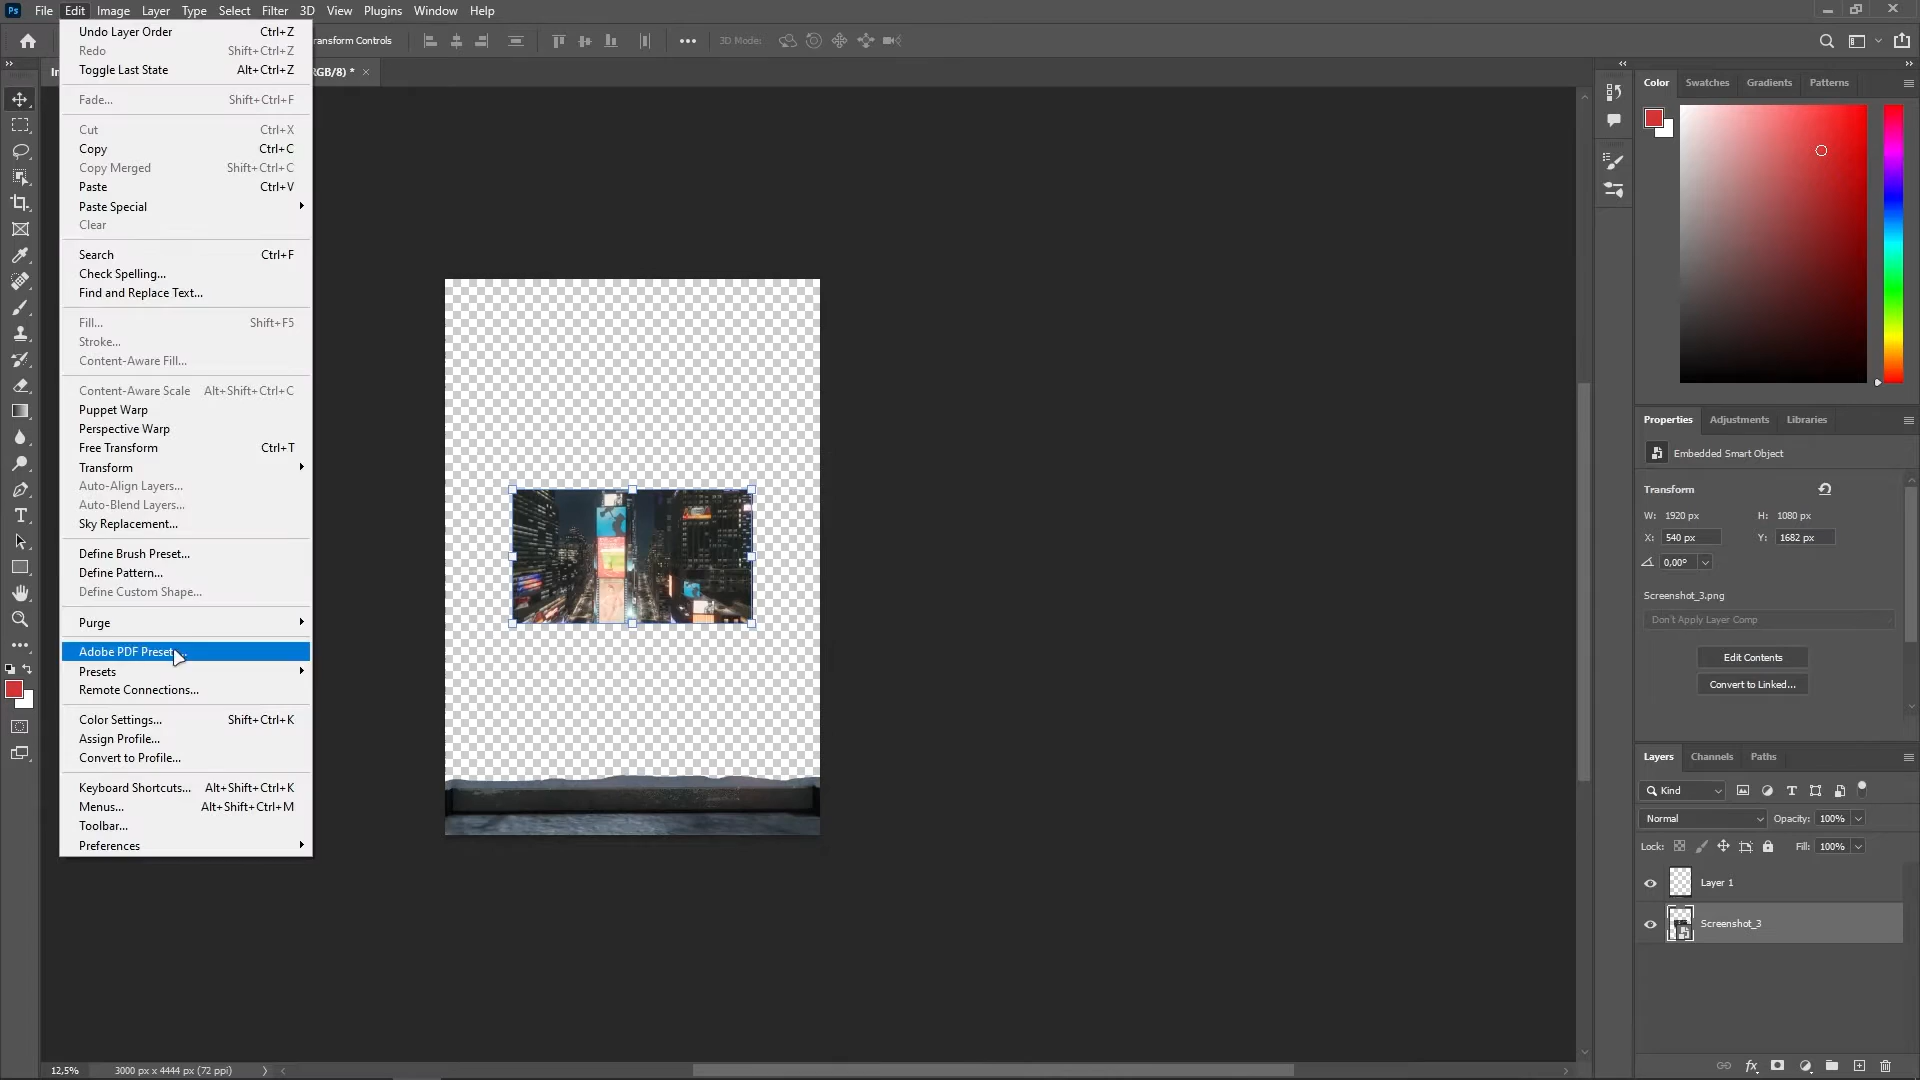 Ps File Edit Image Layer Type Select Filter 3D View Plugins Window Help
Undo Layer Order Ctrl+Z
Redo Shift+Ctrl+Z
Toggle Last State Alt+Ctrl+Z
Fade... Shift+Ctrl+F
Cut Ctrl+X
Copy Ctrl+C
Copy Merged Shift+Ctrl+C
Paste Ctrl+V
Paste Special
Clear
Search Ctrl+F
Check Spelling...
Find and Replace Text...
Fill... Shift+F5
Stroke...
Content-Aware Fill...
Content-Aware Scale Alt+Shift+Ctrl+C
Puppet Warp
Perspective Warp
Free Transform Ctrl+T
Transform
Auto-Align Layers...
Auto-Blend Layers...
Sky Replacement...
Define Brush Preset...
Define Pattern...
Define Custom Shape...
Purge
Adobe PDF Preset
Presets
Remote Connections...
Color Settings... Shift+Ctrl+K
Assign Profile...
Convert to Profile...
Keyboard Shortcuts... Alt+Shift+Ctrl+K
Menus... Alt+Shift+Ctrl+M
Toolbar...
Preferences
ransform Controls
3D Mode:
RGB/8) *
Color Swatches Gradients Patterns
Properties Adjustments Libraries
Embedded Smart Object
Transform
W: 1920 px H: 1080 px
X: 540 px Y: 1682 px
0,00°
Screenshot_3.png
Don't Apply Layer Comp
Edit Contents
Convert to Linked...
Layers Channels Paths
Kind
Normal Opacity: 100%
Lock: Fill: 100%
Layer 1
Screenshot_3
12,5% 3000 px x 4444 px (72 ppi)